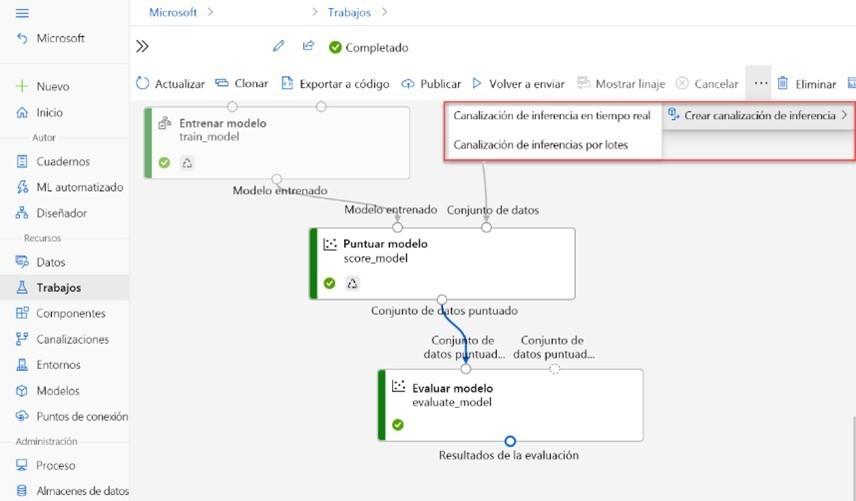 Microsoft
Trabajos
Microsoft
Completado
Nuevo
Actualizar
Clonar
Exportar a código
Publicar
Volver a enviar
Mostrar linaje
Cancelar
...
Eliminar
Inicio
Autor
Cuadernos
ML automatizado
Diseñador
Recursos
Datos
Trabajos
Componentes
Canalizaciones
Entornos
Modelos
Puntos de conexión
Administración
Proceso
Almacenes de datos
Canalización de inferencia en tiempo real
Crear canalización de inferencia
Canalización de inferencias por lotes
Entrenar modelo
train_model
Modelo entrenado
Modelo entrenado
Conjunto de datos
Puntuar modelo
score_model
Conjunto de datos puntuado
Conjunto de
datos puntuad...
Conjunto de
datos puntuad...
Evaluar modelo
evaluate_model
Resultados de la evaluación